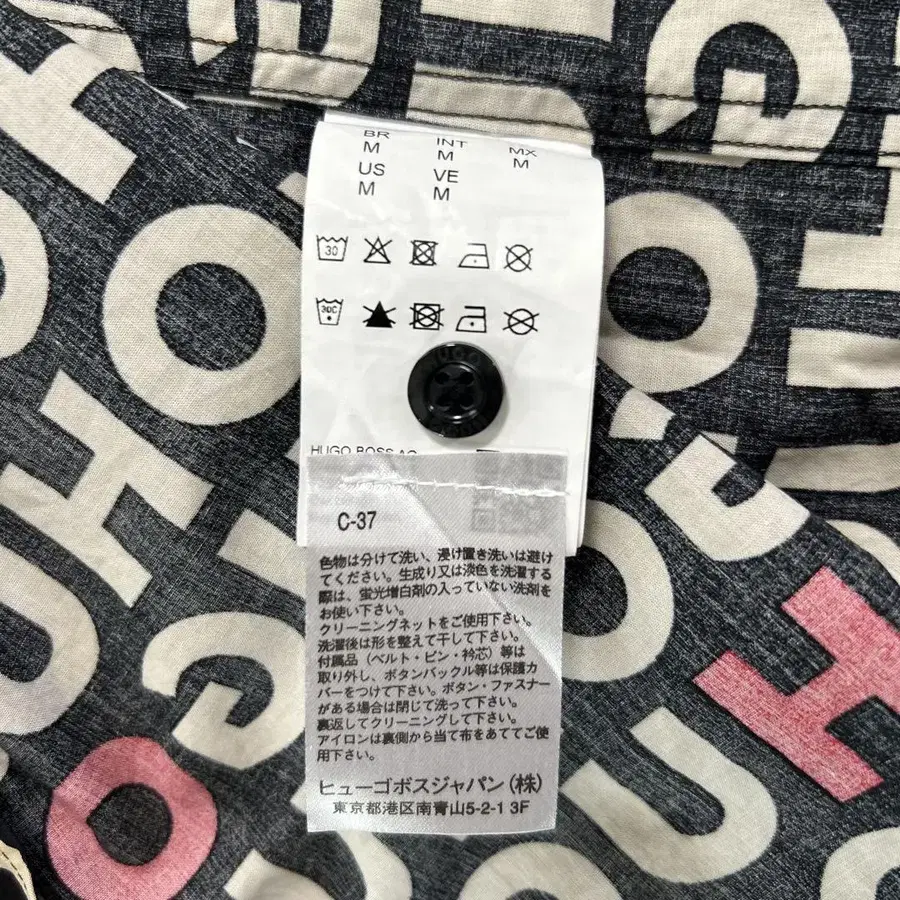 BR
M
INT
M
MX
M
US
M
VE
M
30
30C
HUGO
HUGO BOSS AG
C-37
色物は分けて洗い、浸け置き洗いは避け
てください。生成り又は淡色を洗濯する
際は、蛍光増白剤の入っていない洗剤を
お使い下さい。
クリーニングネットをご使用下さい。
洗濯後は形を整えて干して下さい。
付属品（ベルト・ピン・衿芯）等は
取り外し、ボタンバックル等は保護カ
バーをつけて下さい。ボタン・ファスナー
がある場合は閉じて洗って下さい。
裏返してクリーニングして下さい。
アイロンは裏側から当て布をあててご使
用下さい。
ヒューゴボスジャパン(株)
東京都港区南青山5-2-1 3F